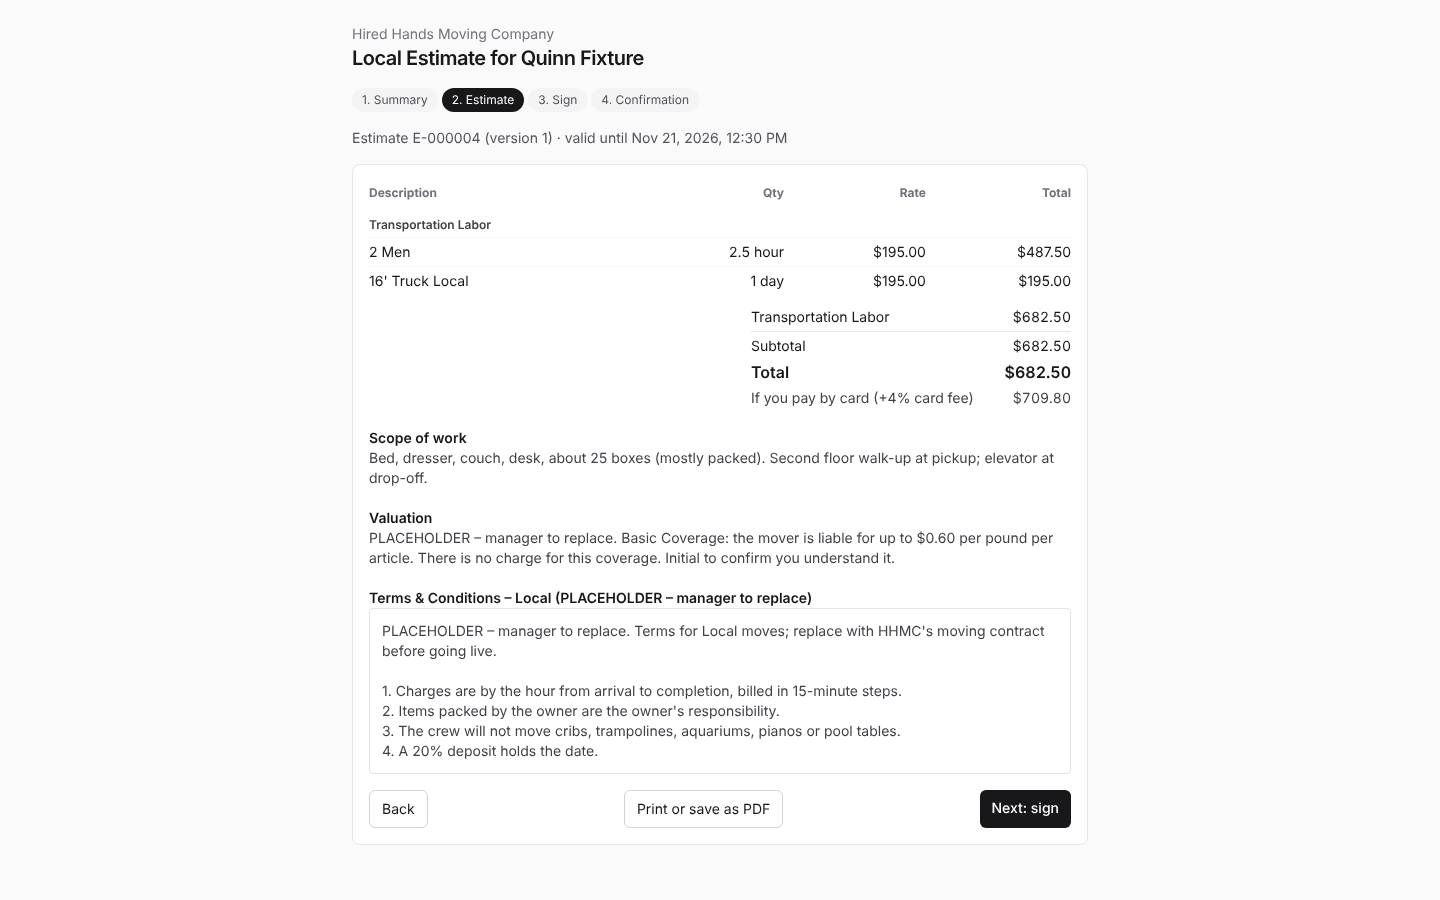 Hired Hands Moving Company
Local Estimate for Quinn Fixture
1. Summary 2. Estimate 3. Sign 4. Confirmation
Estimate E-000004 (version 1) · valid until Nov 21, 2026, 12:30 PM
Description Qty Rate Total
Transportation Labor
2 Men 2.5 hour $195.00 $487.50
16' Truck Local 1 day $195.00 $195.00
Transportation Labor $682.50
Subtotal $682.50
Total $682.50
If you pay by card (+4% card fee) $709.80
Scope of work
Bed, dresser, couch, desk, about 25 boxes (mostly packed). Second floor walk-up at pickup; elevator at
drop-off.
Valuation
PLACEHOLDER – manager to replace. Basic Coverage: the mover is liable for up to $0.60 per pound per
article. There is no charge for this coverage. Initial to confirm you understand it.
Terms & Conditions – Local (PLACEHOLDER – manager to replace)
PLACEHOLDER – manager to replace. Terms for Local moves; replace with HHMC's moving contract
before going live.
1. Charges are by the hour from arrival to completion, billed in 15-minute steps.
2. Items packed by the owner are the owner's responsibility.
3. The crew will not move cribs, trampolines, aquariums, pianos or pool tables.
4. A 20% deposit holds the date.
Back Print or save as PDF Next: sign